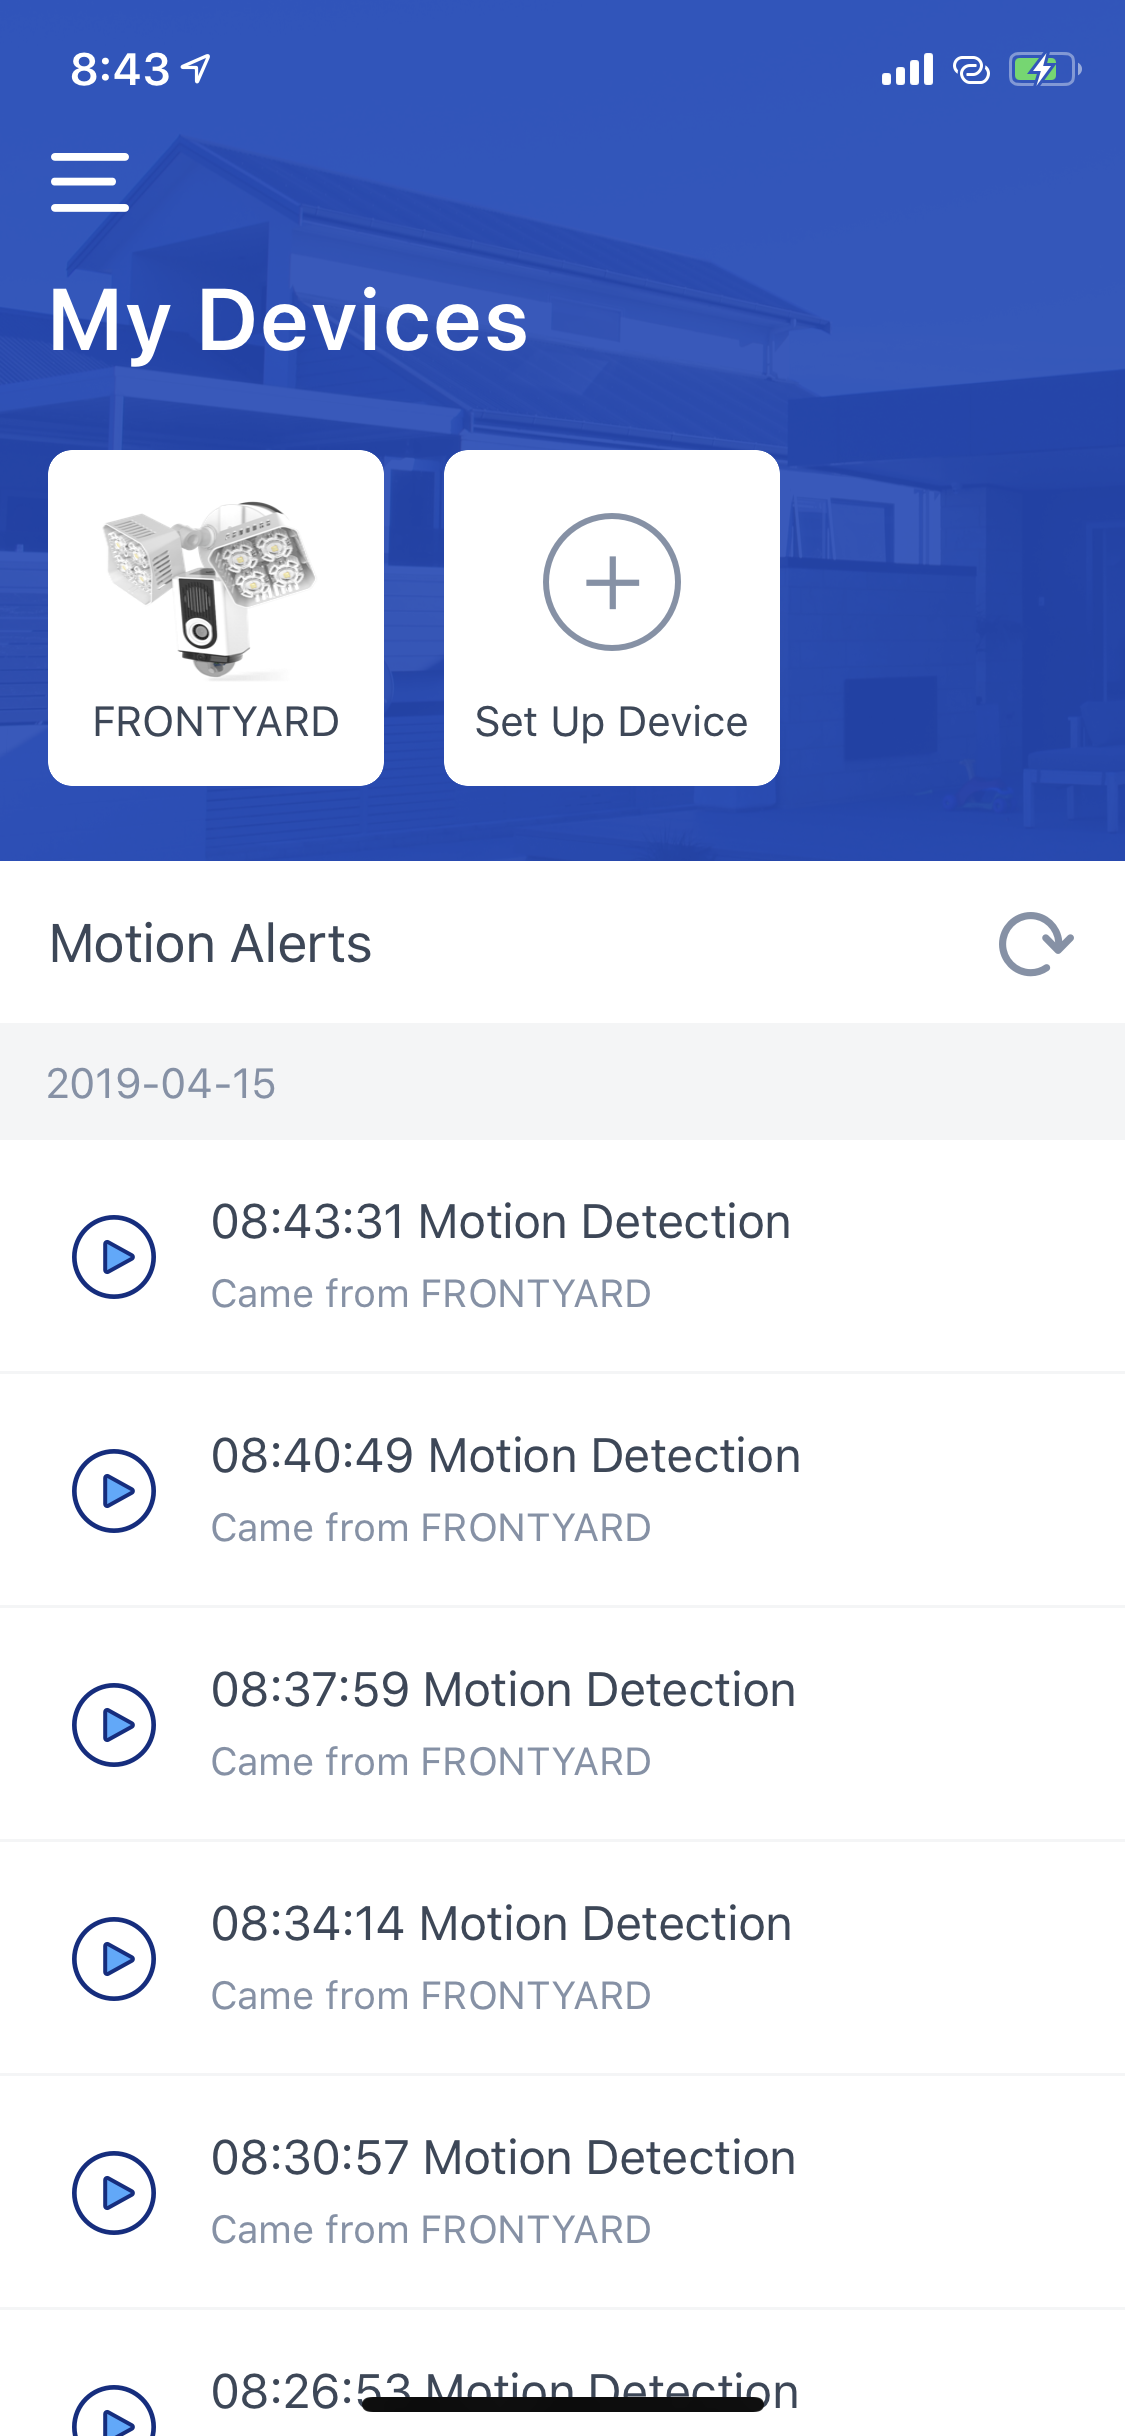 8:43
My Devices
FRONTYARD
Set Up Device
Motion Alerts
2019-04-15
08:43:31 Motion Detection
Came from FRONTYARD
08:40:49 Motion Detection
Came from FRONTYARD
08:37:59 Motion Detection
Came from FRONTYARD
08:34:14 Motion Detection
Came from FRONTYARD
08:30:57 Motion Detection
Came from FRONTYARD
08:26:53 Motion Detection